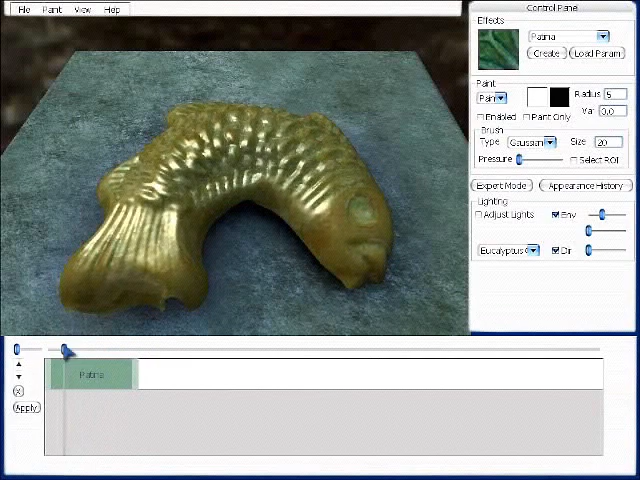 File Paint View Help
Control Panel
Effects
Patina
Create Load Param
Paint
Pain Radius 5
Var 0.0
Enabled Paint Only
Brush
Type Gaussian Size 20
Pressure Select ROI
Expert Mode Appearance History
Lighting
Adjust Lights Env
Eucalyptus Dir
X
Apply
Patina